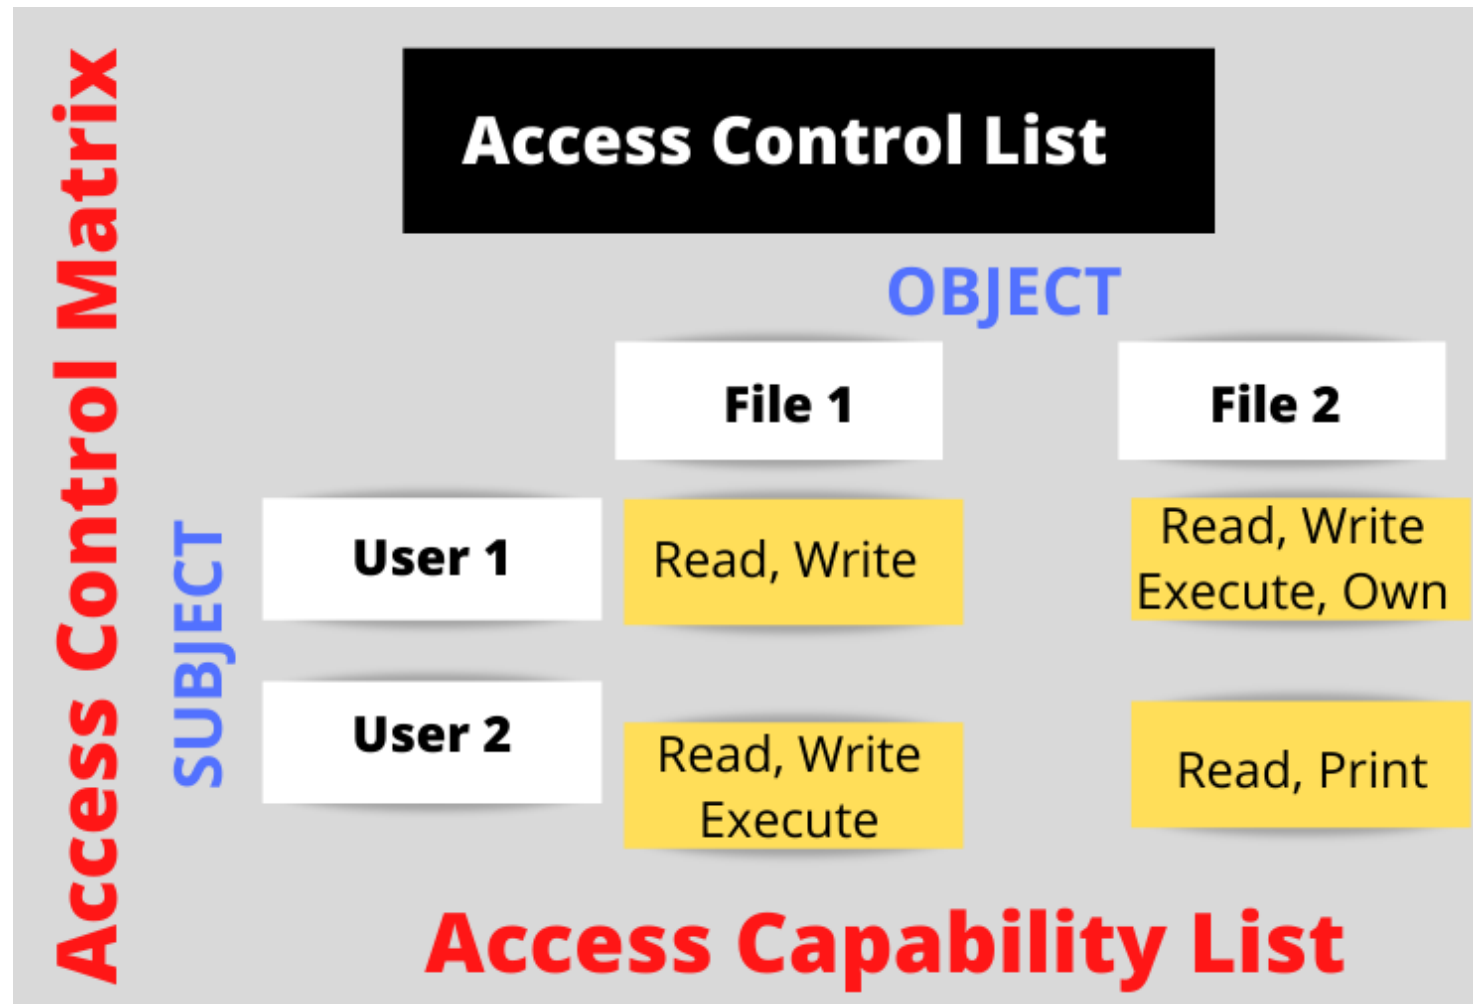 Access Control Matrix
Access Control List
OBJECT
File 1
File 2
SUBJECT
User 1
Read, Write
Read, Write
Execute, Own
User 2
Read, Write
Execute
Read, Print
Access Capability List